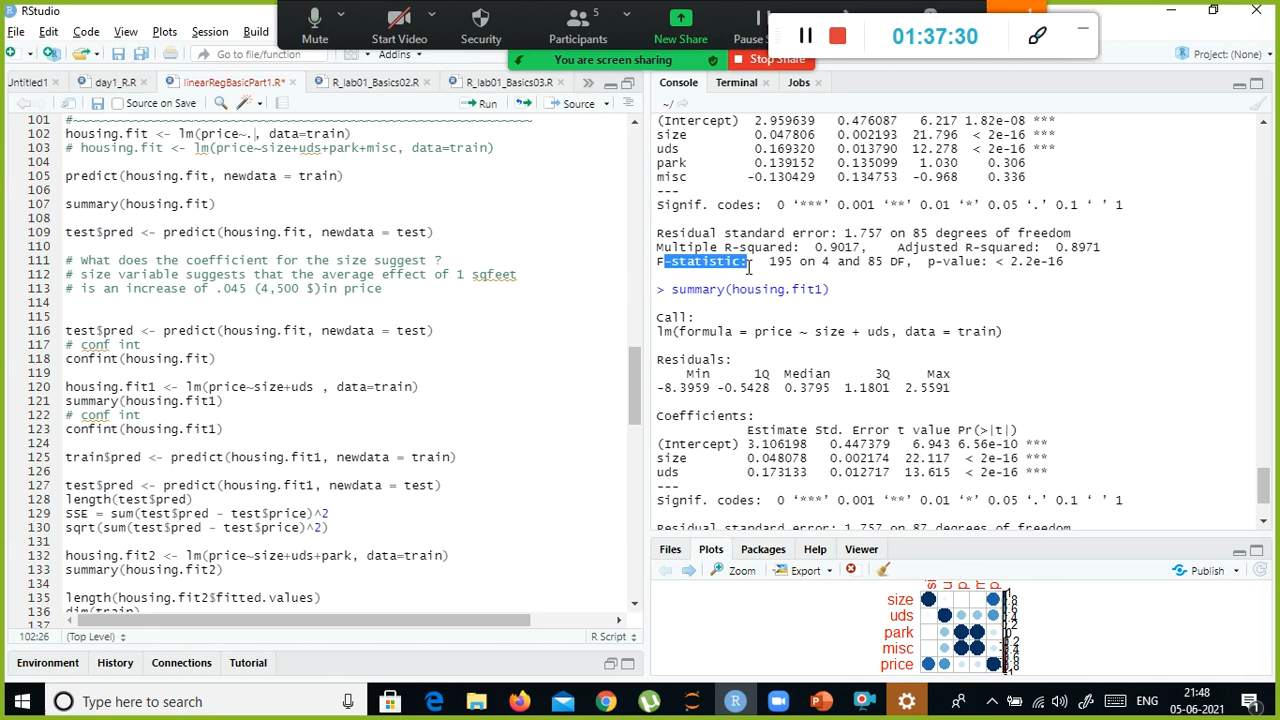 RStudio
File Edit Code View Plots Session Build
Mute Start Video Security Participants 5 New Share Pause 01:37:30
You are screen sharing Stop Share
Go to file/function Addins Project: (None)
Untitled1 day1_R.R linearRegBasicPart1.R* R_lab01_Basics02.R R_lab01_Basics03.R
Source on Save Run Source
101 #~~~~~~~~~~~~~~~~~~~~~~~~~~~~~~~~~~~~~~~~~~~~~~~~~~~~~~~~~~~~~~~~~
102 housing.fit <- lm(price~., data=train)
103 # housing.fit <- lm(price~size+uds+park+misc, data=train)
104
105 predict(housing.fit, newdata = train)
106
107 summary(housing.fit)
108
109 test$pred <- predict(housing.fit, newdata = test)
110
111 # what does the coefficient for the size suggest ?
112 # size variable suggests that the average effect of 1 sqfeet
113 # is an increase of .045 (4,500 $)in price
114
115
116 test$pred <- predict(housing.fit, newdata = test)
117 # conf int
118 confint(housing.fit)
119
120 housing.fit1 <- lm(price~size+uds , data=train)
121 summary(housing.fit1)
122 # conf int
123 confint(housing.fit1)
124
125 train$pred <- predict(housing.fit1, newdata = train)
126
127 test$pred <- predict(housing.fit1, newdata = test)
128 length(test$pred)
129 SSE = sum(test$pred - test$price)^2
130 sqrt(sum(test$pred - test$price)^2)
131
132 housing.fit2 <- lm(price~size+uds+park, data=train)
133 summary(housing.fit2)
134
135 length(housing.fit2$fitted.values)
136 dim(train)
102:26 (Top Level) R Script
Environment History Connections Tutorial
Console Terminal Jobs
~/
(Intercept) 2.959639 0.476087 6.217 1.82e-08 ***
size 0.047806 0.002193 21.796 < 2e-16 ***
uds 0.169320 0.013790 12.278 < 2e-16 ***
park 0.139152 0.135099 1.030 0.306
misc -0.130429 0.134753 -0.968 0.336
---
Signif. codes: 0 ‘***’ 0.001 ‘**’ 0.01 ‘*’ 0.05 ‘.’ 0.1 ‘ ’ 1
Residual standard error: 1.757 on 85 degrees of freedom
Multiple R-squared: 0.9017, Adjusted R-squared: 0.8971
F-statistic: 195 on 4 and 85 DF, p-value: < 2.2e-16
> summary(housing.fit1)
Call:
lm(formula = price ~ size + uds, data = train)
Residuals:
Min 1Q Median 3Q Max
-8.3959 -0.5428 0.3795 1.1801 2.5591
Coefficients:
Estimate Std. Error t value Pr(>|t|)
(Intercept) 3.106198 0.447379 6.943 6.56e-10 ***
size 0.048078 0.002174 22.117 < 2e-16 ***
uds 0.173133 0.012717 13.615 < 2e-16 ***
---
Signif. codes: 0 ‘***’ 0.001 ‘**’ 0.01 ‘*’ 0.05 ‘.’ 0.1 ‘ ’ 1
Residual standard error: 1.757 on 87 degrees of freedom
Files Plots Packages Help Viewer
Zoom Export Publish
size
uds
park
misc
price
Type here to search
ENG 21:48
05-06-2021